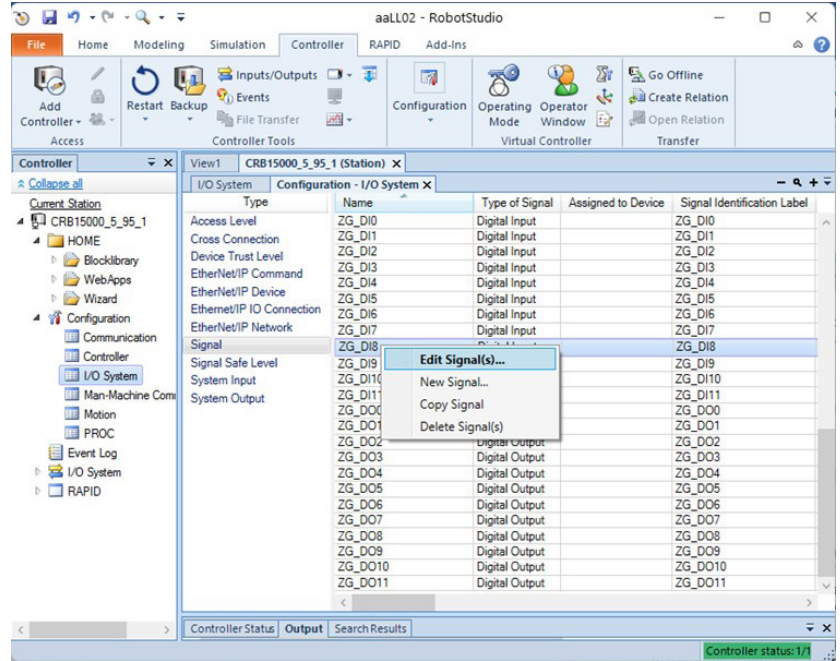 aaLL02 - RobotStudio
File Home Modeling Simulation Controller RAPID Add-Ins
Add Controller
Access
Restart Backup
Inputs/Outputs
Events
File Transfer
Controller Tools
Configuration
Operating Mode
Operator Window
Virtual Controller
Go Offline
Create Relation
Open Relation
Transfer
Controller
Collapse all
Current Station
CRB15000_5_95_1
HOME
Blocklibrary
WebApps
Wizard
Configuration
Communication
Controller
I/O System
Man-Machine Com
Motion
PROC
Event Log
I/O System
RAPID
View1 CRB15000_5_95_1 (Station) X
I/O System Configuration - I/O System X
Type
Access Level
Cross Connection
Device Trust Level
EtherNet/IP Command
EtherNet/IP Device
Ethernet/IP IO Connection
EtherNet/IP Network
Signal
Signal Safe Level
System Input
System Output
Name Type of Signal Assigned to Device Signal Identification Label
ZG_DI0 Digital Input ZG_DI0
ZG_DI1 Digital Input ZG_DI1
ZG_DI2 Digital Input ZG_DI2
ZG_DI3 Digital Input ZG_DI3
ZG_DI4 Digital Input ZG_DI4
ZG_DI5 Digital Input ZG_DI5
ZG_DI6 Digital Input ZG_DI6
ZG_DI7 Digital Input ZG_DI7
ZG_DI8 ZG_DI8
ZG_DI9 ZG_DI9
ZG_DI10 ZG_DI10
ZG_DI11 ZG_DI11
ZG_DO0 ZG_DO0
ZG_DO1 ZG_DO1
ZG_DO2 Digital Output ZG_DO2
ZG_DO3 Digital Output ZG_DO3
ZG_DO4 Digital Output ZG_DO4
ZG_DO5 Digital Output ZG_DO5
ZG_DO6 Digital Output ZG_DO6
ZG_DO7 Digital Output ZG_DO7
ZG_DO8 Digital Output ZG_DO8
ZG_DO9 Digital Output ZG_DO9
ZG_DO10 Digital Output ZG_DO10
ZG_DO11 Digital Output ZG_DO11
Edit Signal(s)...
New Signal...
Copy Signal
Delete Signal(s)
Controller Status Output Search Results
Controller status: 1/1